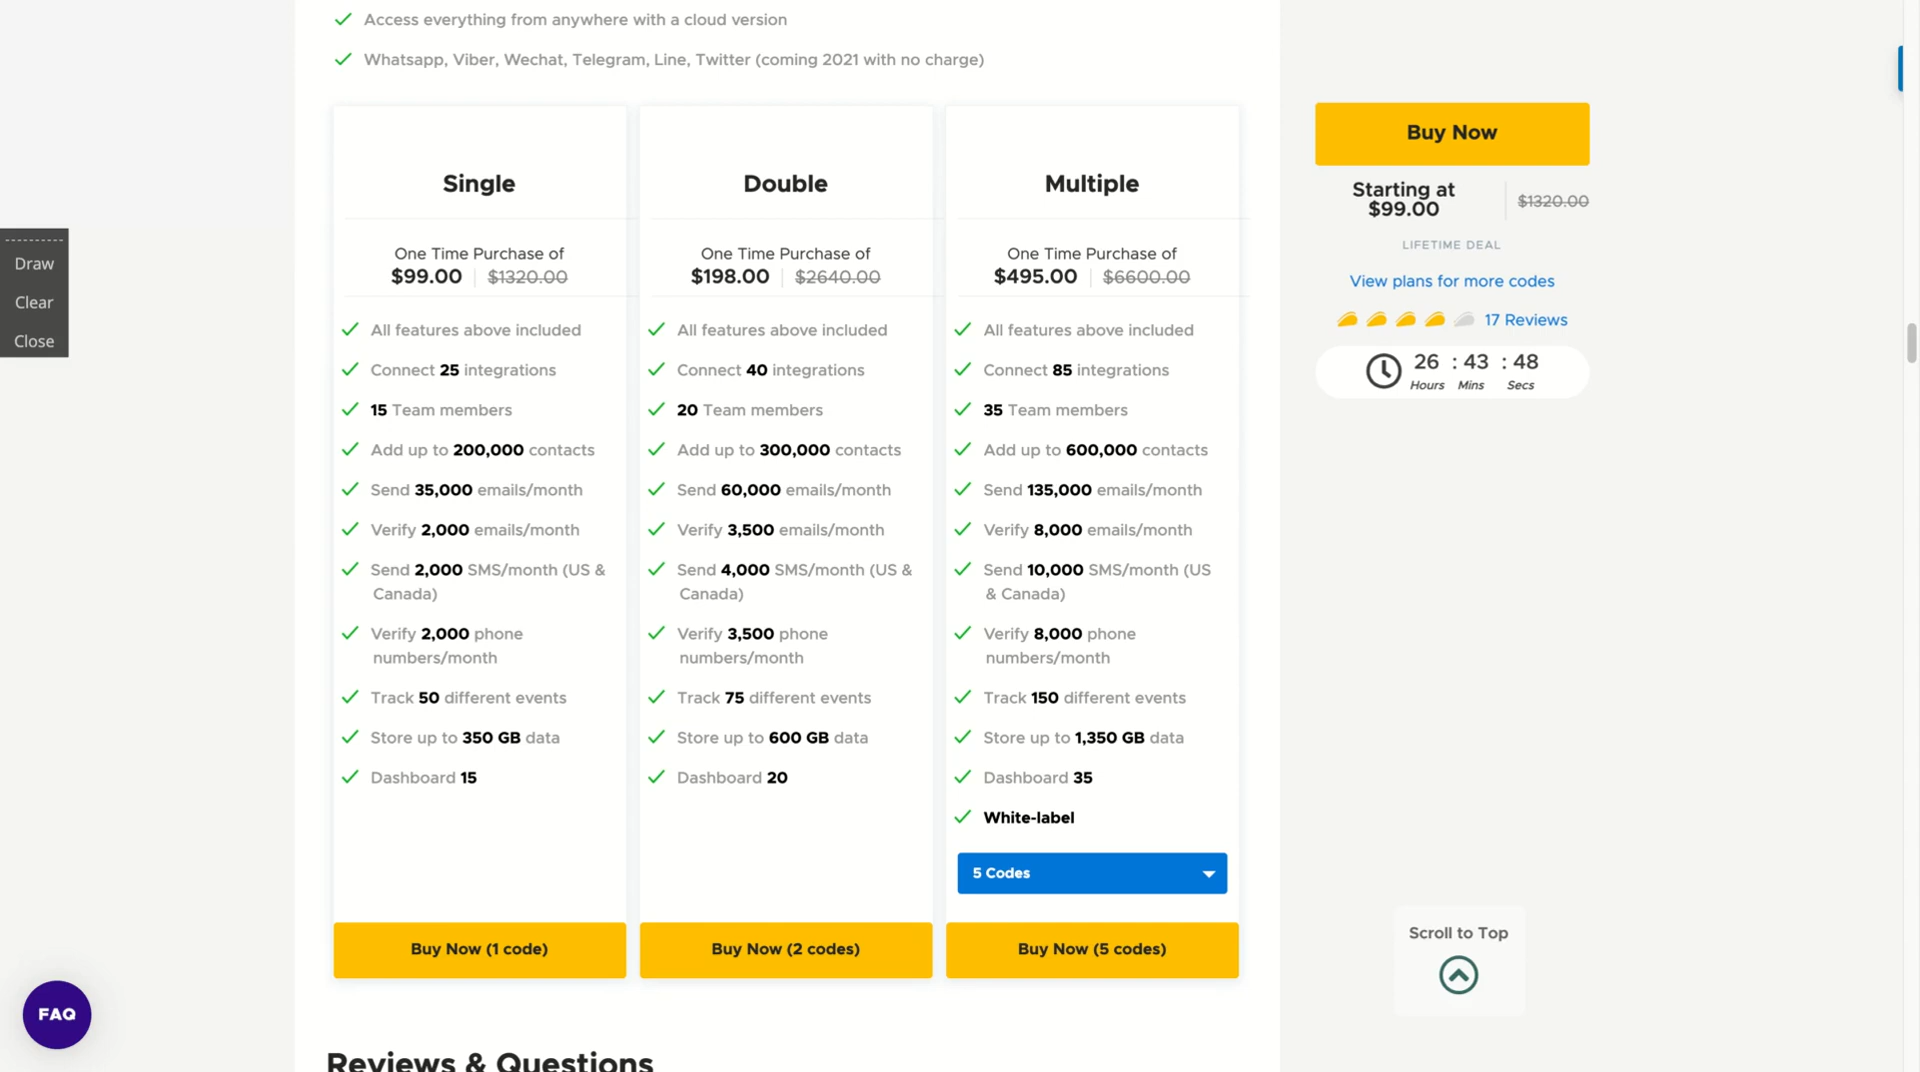 Access everything from anywhere with a cloud version
Whatsapp, Viber, Wechat, Telegram, Line, Twitter (coming 2021 with no charge)
Draw
Clear
Close
Single
One Time Purchase of
$99.00 $1320.00
All features above included
Connect 25 integrations
15 Team members
Add up to 200,000 contacts
Send 35,000 emails/month
Verify 2,000 emails/month
Send 2,000 SMS/month (US &
Canada)
Verify 2,000 phone
numbers/month
Track 50 different events
Store up to 350 GB data
Dashboard 15
Buy Now (1 code)
Double
One Time Purchase of
$198.00 $2640.00
All features above included
Connect 40 integrations
20 Team members
Add up to 300,000 contacts
Send 60,000 emails/month
Verify 3,500 emails/month
Send 4,000 SMS/month (US &
Canada)
Verify 3,500 phone
numbers/month
Track 75 different events
Store up to 600 GB data
Dashboard 20
Buy Now (2 codes)
Multiple
One Time Purchase of
$495.00 $6600.00
All features above included
Connect 85 integrations
35 Team members
Add up to 600,000 contacts
Send 135,000 emails/month
Verify 8,000 emails/month
Send 10,000 SMS/month (US
& Canada)
Verify 8,000 phone
numbers/month
Track 150 different events
Store up to 1,350 GB data
Dashboard 35
White-label
5 Codes
Buy Now (5 codes)
Buy Now
Starting at
$99.00 $1320.00
LIFETIME DEAL
View plans for more codes
17 Reviews
26 : 43 : 48
Hours Mins Secs
Scroll to Top
FAQ
Reviews & Questions